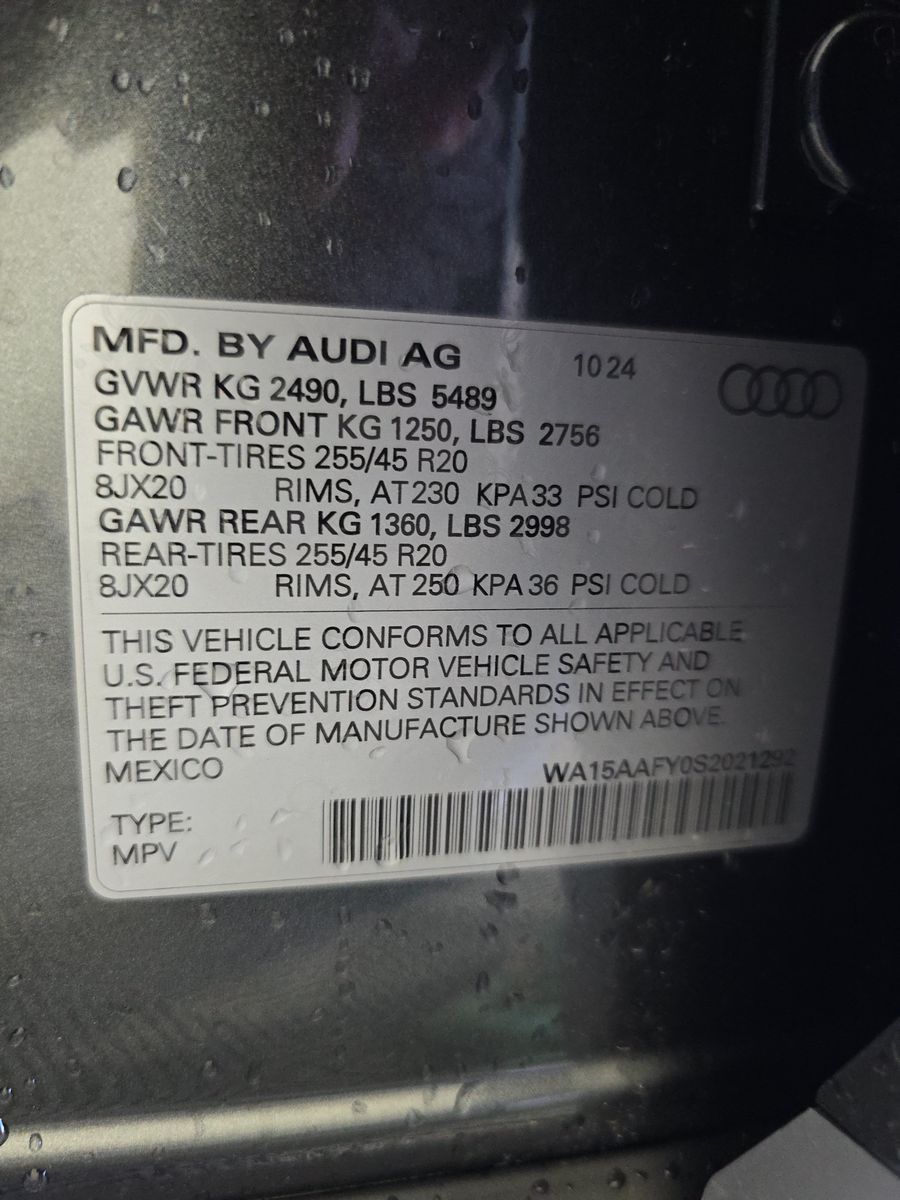 MFD. BY AUDI AG 10 24
GVWR KG 2490, LBS 5489
GAWR FRONT KG 1250, LBS 2756
FRONT-TIRES 255/45 R20
8JX20 RIMS, AT 230 KPA 33 PSI COLD
GAWR REAR KG 1360, LBS 2998
REAR-TIRES 255/45 R20
8JX20 RIMS, AT 250 KPA 36 PSI COLD
THIS VEHICLE CONFORMS TO ALL APPLICABLE
U.S. FEDERAL MOTOR VEHICLE SAFETY AND
THEFT PREVENTION STANDARDS IN EFFECT ON
THE DATE OF MANUFACTURE SHOWN ABOVE.
MEXICO WA15AAFY0S2021292
TYPE:
MPV